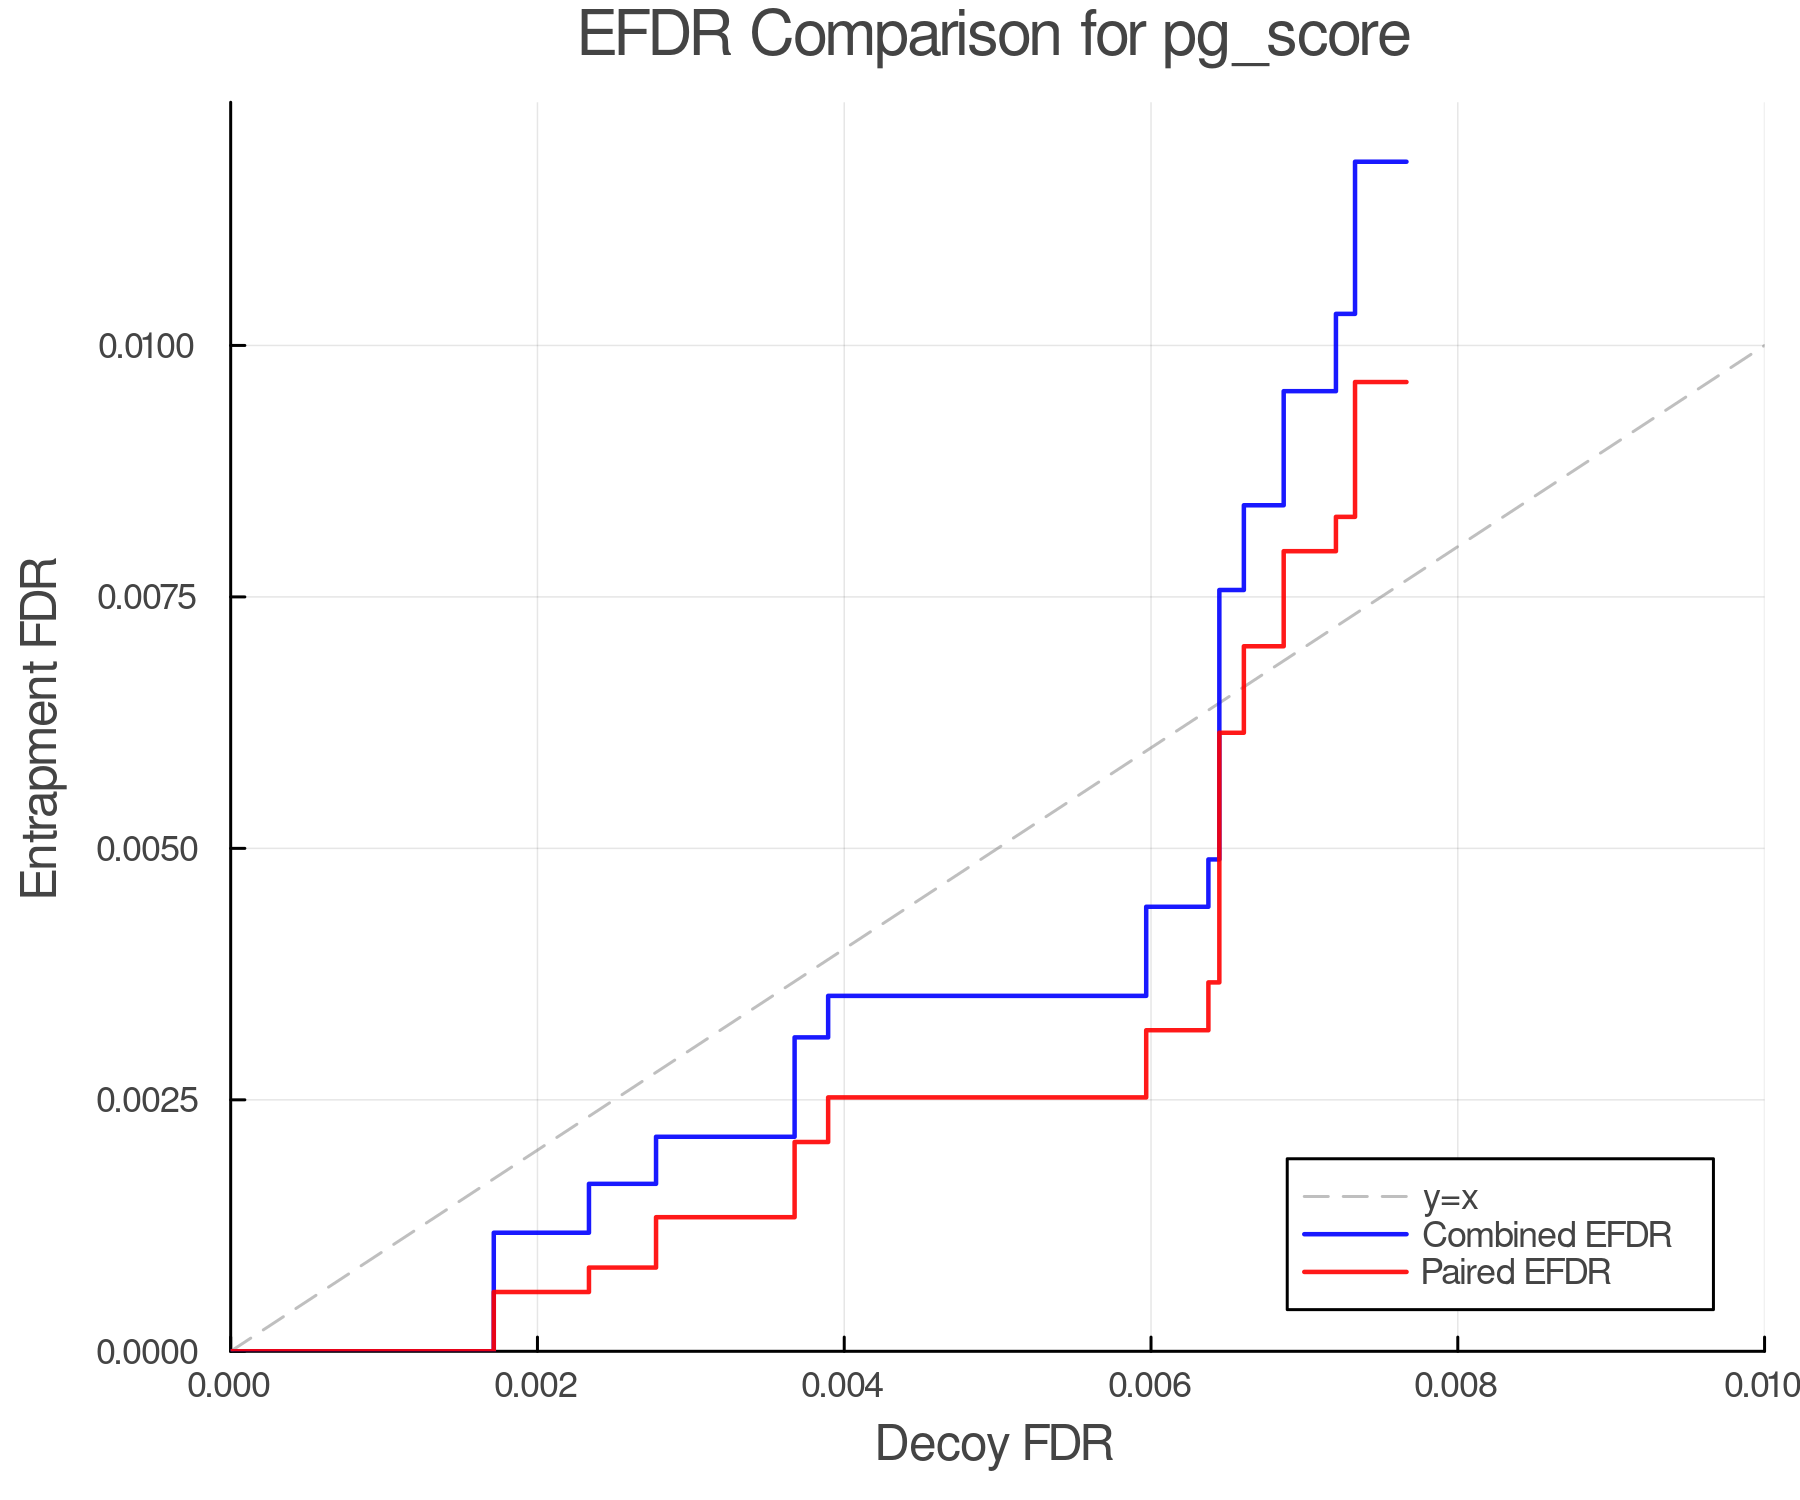 EFDR Comparison for pg_score
Entrapment FDR
0.0100
0.0075
0.0050
0.0025
0.0000
0.000 0.002 0.004 0.006 0.008 0.010
Decoy FDR
y=x
Combined EFDR
Paired EFDR